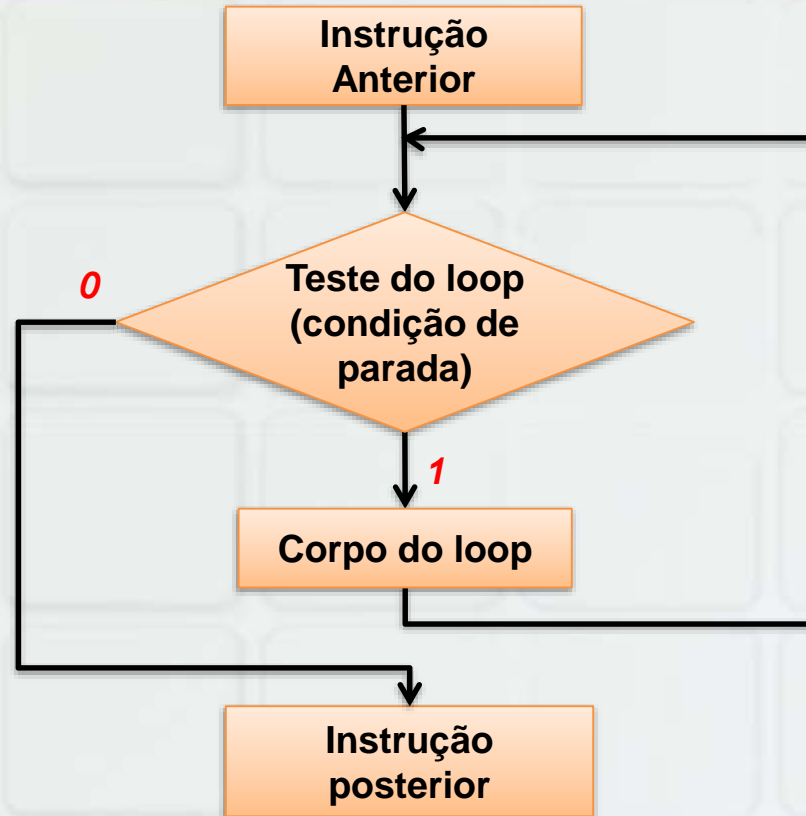 Instrução
Anterior
0
Teste do loop
(condição de
parada)
1
Corpo do loop
Instrução
posterior